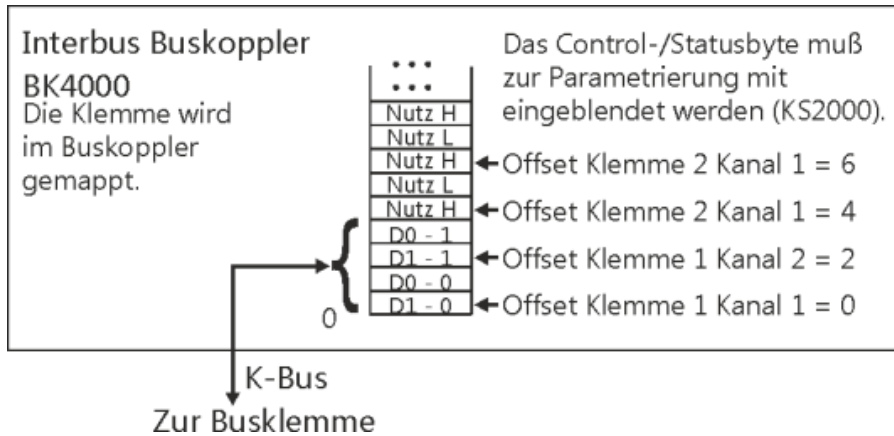 Interbus Buskoppler
BK4000
Die Klemme wird
im Buskoppler
gemappt.
Das Control-/Statusbyte muß
zur Parametrierung mit
eingeblendet werden (KS2000).
Nutz H
Nutz L
Nutz H
Offset Klemme 2 Kanal 1 = 6
Nutz L
Nutz H
Offset Klemme 2 Kanal 1 = 4
D0 - 1
D1 - 1
Offset Klemme 1 Kanal 2 = 2
D0 - 0
D1 - 0
Offset Klemme 1 Kanal 1 = 0
0
K-Bus
Zur Busklemme